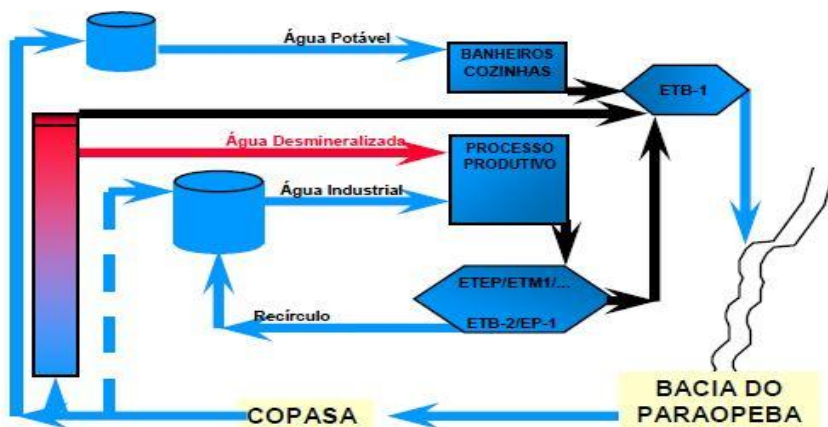 Água Potável
BANHEIROS
COZINHAS
ETB-1
Água Desmineralizada
PROCESSO
PRODUTIVO
Água Industrial
ETEP/ETM1/...
ETB-2/EP-1
Recírculo
COPASA
BACIA DO
PARAOPEBA